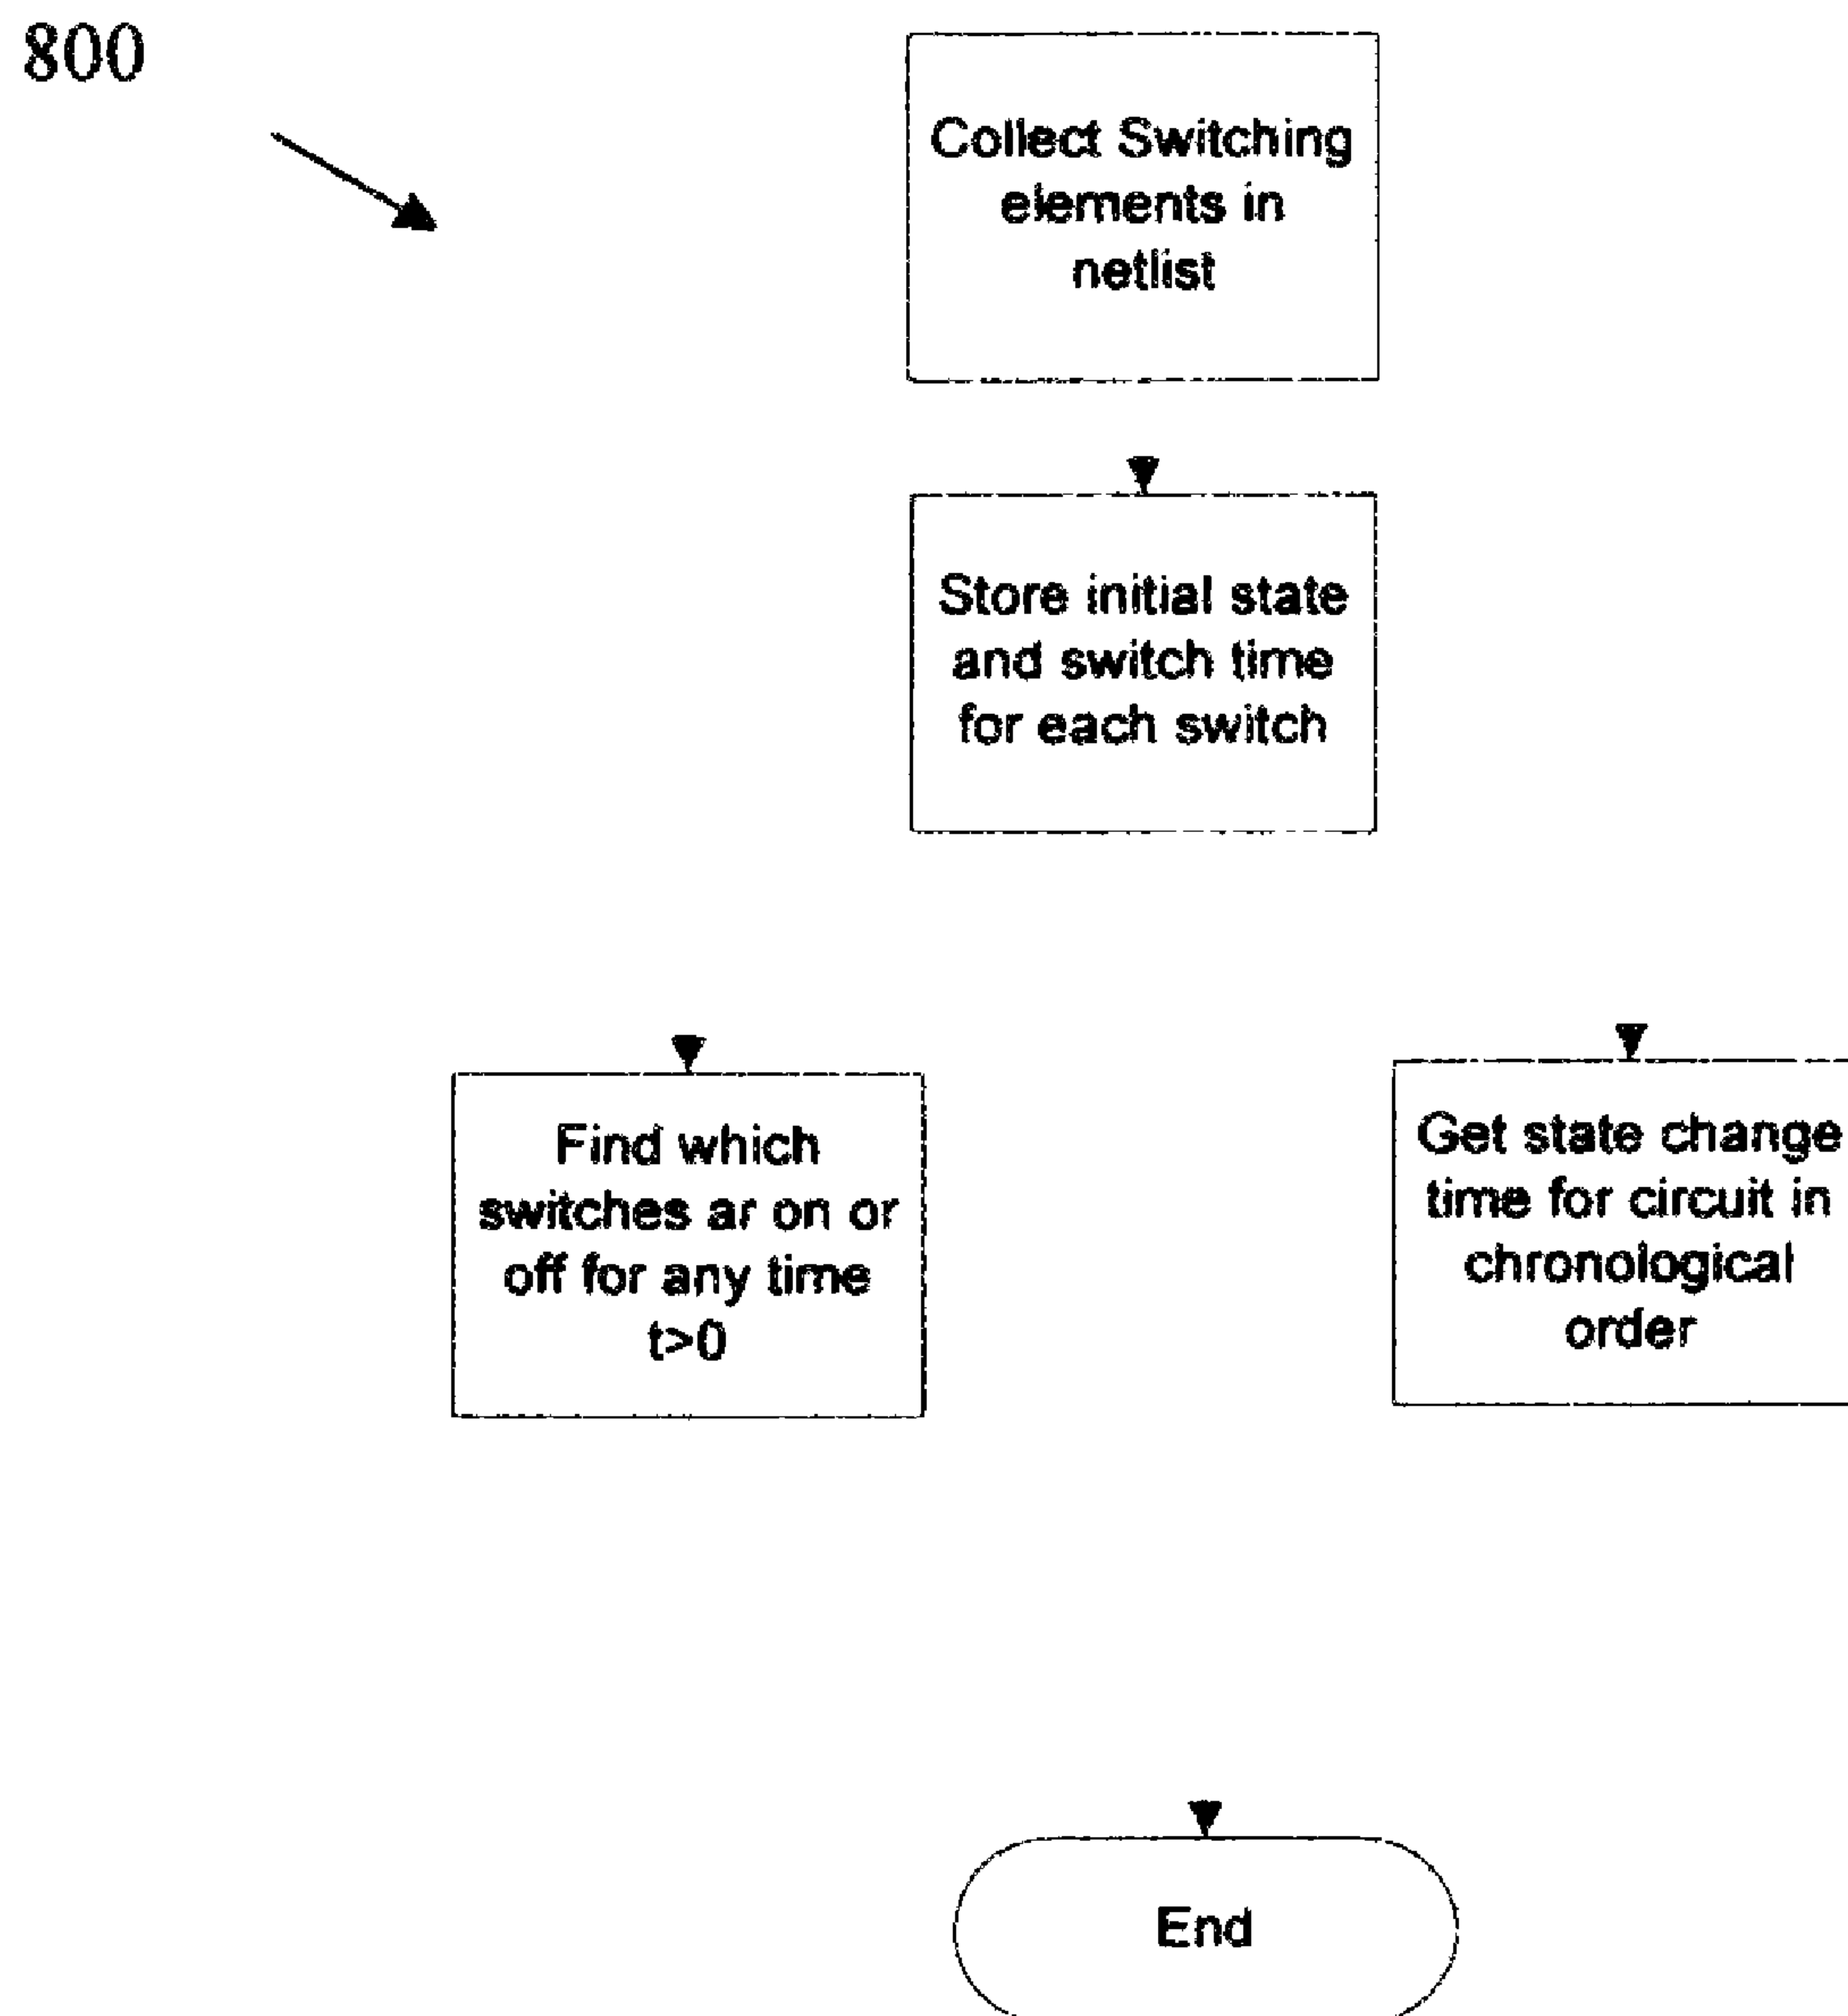 800
Collect Switching
elements in
netlist
Store initial state
and switch time
for each switch
Find which
switches ar on or
off for any time
t>0
Get state change
time for circuit in
chronological
order
End